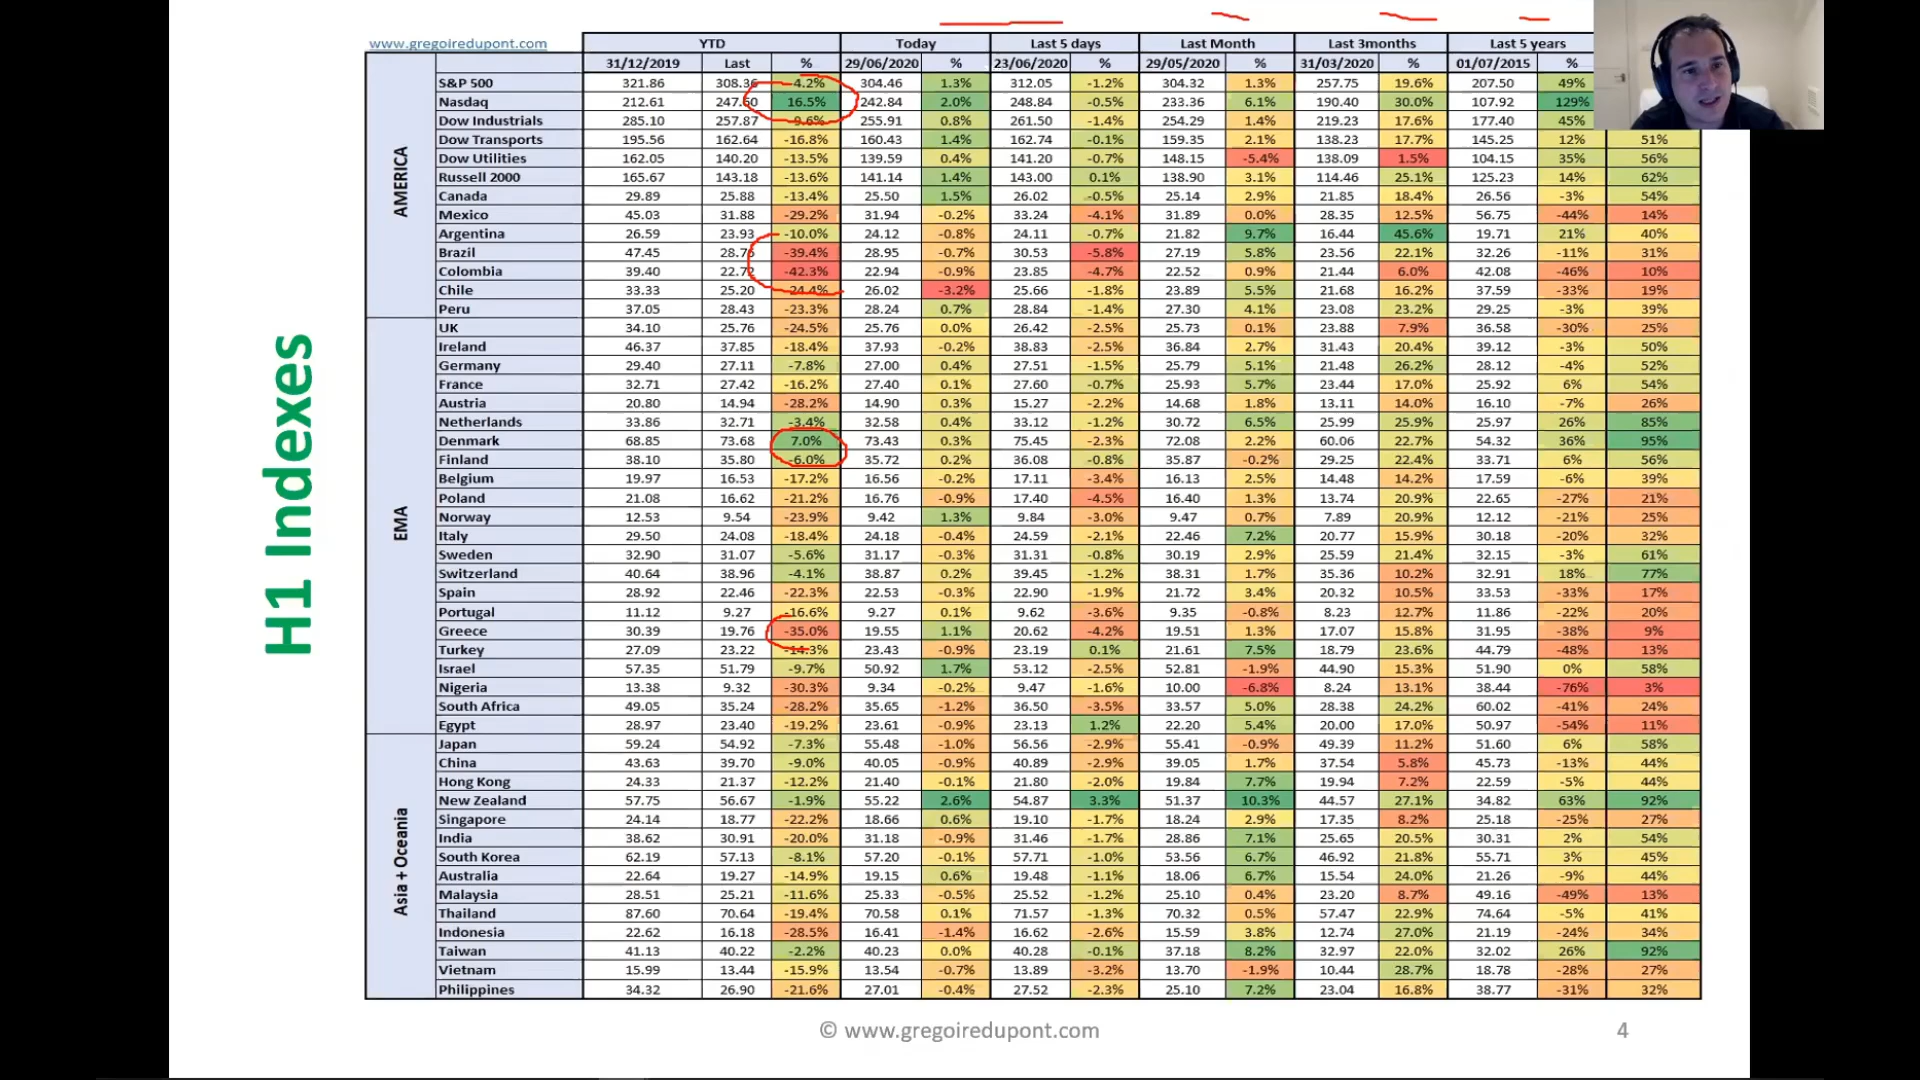 www.gregoiredupont.com YTD Today Last 5 days Last Month Last 3months Last 5 years
31/12/2019 Last % 29/06/2020 % 23/06/2020 % 29/05/2020 % 31/03/2020 % 01/07/2015 %
S&P 500 321.86 308.36 -4.2% 304.46 1.3% 312.05 -1.2% 304.32 1.3% 257.75 19.6% 207.50 49%
Nasdaq 212.61 247.60 16.5% 242.84 2.0% 248.84 -0.5% 233.36 6.1% 190.40 30.0% 107.92 129%
Dow Industrials 285.10 257.87 -9.6% 255.91 0.8% 261.50 -1.4% 254.29 1.4% 219.23 17.6% 177.40 45%
Dow Transports 195.56 162.64 -16.8% 160.43 1.4% 162.74 -0.1% 159.35 2.1% 138.23 17.7% 145.25 12% 51%
Dow Utilities 162.05 140.20 -13.5% 139.59 0.4% 141.20 -0.7% 148.15 -5.4% 138.09 1.5% 104.15 35% 56%
Russell 2000 165.67 143.18 -13.6% 141.14 1.4% 143.00 0.1% 138.90 3.1% 114.46 25.1% 125.23 14% 62%
Canada 29.89 25.88 -13.4% 25.50 1.5% 26.02 -0.5% 25.14 2.9% 21.85 18.4% 26.56 -3% 54%
AMERICA
Mexico 45.03 31.88 -29.2% 31.94 -0.2% 33.24 -4.1% 31.89 0.0% 28.35 12.5% 56.75 -44% 14%
Argentina 26.59 23.93 -10.0% 24.12 -0.8% 24.11 -0.7% 21.82 9.7% 16.44 45.6% 19.71 21% 40%
Brazil 47.45 28.75 -39.4% 28.95 -0.7% 30.53 -5.8% 27.19 5.8% 23.56 22.1% 32.26 -11% 31%
Colombia 39.40 22.72 -42.3% 22.94 -0.9% 23.85 -4.7% 22.52 0.9% 21.44 6.0% 42.08 -46% 10%
Chile 33.33 25.20 -24.4% 26.02 -3.2% 25.66 -1.8% 23.89 5.5% 21.68 16.2% 37.59 -33% 19%
Peru 37.05 28.43 -23.3% 28.24 0.7% 28.84 -1.4% 27.30 4.1% 23.08 23.2% 29.25 -3% 39%
UK 34.10 25.76 -24.5% 25.76 0.0% 26.42 -2.5% 25.73 0.1% 23.88 7.9% 36.58 -30% 25%
Ireland 46.37 37.85 -18.4% 37.93 -0.2% 38.83 -2.5% 36.84 2.7% 31.43 20.4% 39.12 -3% 50%
Germany 29.40 27.11 -7.8% 27.00 0.4% 27.51 -1.5% 25.79 5.1% 21.48 26.2% 28.12 -4% 52%
France 32.71 27.42 -16.2% 27.40 0.1% 27.60 -0.7% 25.93 5.7% 23.44 17.0% 25.92 6% 54%
Austria 20.80 14.94 -28.2% 14.90 0.3% 15.27 -2.2% 14.68 1.8% 13.11 14.0% 16.10 -7% 26%
Netherlands 33.86 32.71 -3.4% 32.58 0.4% 33.12 -1.2% 30.72 6.5% 25.99 25.9% 25.97 26% 85%
Denmark 68.85 73.68 7.0% 73.43 0.3% 75.45 -2.3% 72.08 2.2% 60.06 22.7% 54.32 36% 95%
Finland 38.10 35.80 -6.0% 35.72 0.2% 36.08 -0.8% 35.87 -0.2% 29.25 22.4% 33.71 6% 56%
Belgium 19.97 16.53 -17.2% 16.56 -0.2% 17.11 -3.4% 16.13 2.5% 14.48 14.2% 17.59 -6% 39%
Poland 21.08 16.62 -21.2% 16.76 -0.9% 17.40 -4.5% 16.40 1.3% 13.74 20.9% 22.65 -27% 21%
Norway 12.53 9.54 -23.9% 9.42 1.3% 9.84 -3.0% 9.47 0.7% 7.89 20.9% 12.12 -21% 25%
EMA
Italy 29.50 24.08 -18.4% 24.18 -0.4% 24.59 -2.1% 22.46 7.2% 20.77 15.9% 30.18 -20% 32%
Sweden 32.90 31.07 -5.6% 31.17 -0.3% 31.31 -0.8% 30.19 2.9% 25.59 21.4% 32.15 -3% 61%
Switzerland 40.64 38.96 -4.1% 38.87 0.2% 39.45 -1.2% 38.31 1.7% 35.36 10.2% 32.91 18% 77%
Spain 28.92 22.46 -22.3% 22.53 -0.3% 22.90 -1.9% 21.72 3.4% 20.32 10.5% 33.53 -33% 17%
Portugal 11.12 9.27 -16.6% 9.27 0.1% 9.62 -3.6% 9.35 -0.8% 8.23 12.7% 11.86 -22% 20%
Greece 30.39 19.76 -35.0% 19.55 1.1% 20.62 -4.2% 19.51 1.3% 17.07 15.8% 31.95 -38% 9%
Turkey 27.09 23.22 -14.3% 23.43 -0.9% 23.19 0.1% 21.61 7.5% 18.79 23.6% 44.79 -48% 13%
Israel 57.35 51.79 -9.7% 50.92 1.7% 53.12 -2.5% 52.81 -1.9% 44.90 15.3% 51.90 0% 58%
Nigeria 13.38 9.32 -30.3% 9.34 -0.2% 9.47 -1.6% 10.00 -6.8% 8.24 13.1% 38.44 -76% 3%
South Africa 49.05 35.24 -28.2% 35.65 -1.2% 36.50 -3.5% 33.57 5.0% 28.38 24.2% 60.02 -41% 24%
Egypt 28.97 23.40 -19.2% 23.61 -0.9% 23.13 1.2% 22.20 5.4% 20.00 17.0% 50.97 -54% 11%
Japan 59.24 54.92 -7.3% 55.48 -1.0% 56.56 -2.9% 55.41 -0.9% 49.39 11.2% 51.60 6% 58%
China 43.63 39.70 -9.0% 40.05 -0.9% 40.89 -2.9% 39.05 1.7% 37.54 5.8% 45.73 -13% 44%
Hong Kong 24.33 21.37 -12.2% 21.40 -0.1% 21.80 -2.0% 19.84 7.7% 19.94 7.2% 22.59 -5% 44%
New Zealand 57.75 56.67 -1.9% 55.22 2.6% 54.87 3.3% 51.37 10.3% 44.57 27.1% 34.82 63% 92%
Singapore 24.14 18.77 -22.2% 18.66 0.6% 19.10 -1.7% 18.24 2.9% 17.35 8.2% 25.18 -25% 27%
India 38.62 30.91 -20.0% 31.18 -0.9% 31.46 -1.7% 28.86 7.1% 25.65 20.5% 30.31 2% 54%
South Korea 62.19 57.13 -8.1% 57.20 -0.1% 57.71 -1.0% 53.56 6.7% 46.92 21.8% 55.71 3% 45%
Asia + Oceania
Australia 22.64 19.27 -14.9% 19.15 0.6% 19.48 -1.1% 18.06 6.7% 15.54 24.0% 21.26 -9% 44%
Malaysia 28.51 25.21 -11.6% 25.33 -0.5% 25.52 -1.2% 25.10 0.4% 23.20 8.7% 49.16 -49% 13%
Thailand 87.60 70.64 -19.4% 70.58 0.1% 71.57 -1.3% 70.32 0.5% 57.47 22.9% 74.64 -5% 41%
Indonesia 22.62 16.18 -28.5% 16.41 -1.4% 16.62 -2.6% 15.59 3.8% 12.74 27.0% 21.19 -24% 34%
Taiwan 41.13 40.22 -2.2% 40.23 0.0% 40.28 -0.1% 37.18 8.2% 32.97 22.0% 32.02 26% 92%
Vietnam 15.99 13.44 -15.9% 13.54 -0.7% 13.89 -3.2% 13.70 -1.9% 10.44 28.7% 18.78 -28% 27%
Philippines 34.32 26.90 -21.6% 27.01 -0.4% 27.52 -2.3% 25.10 7.2% 23.04 16.8% 38.77 -31% 32%
H1 Indexes
© www.gregoiredupont.com 4